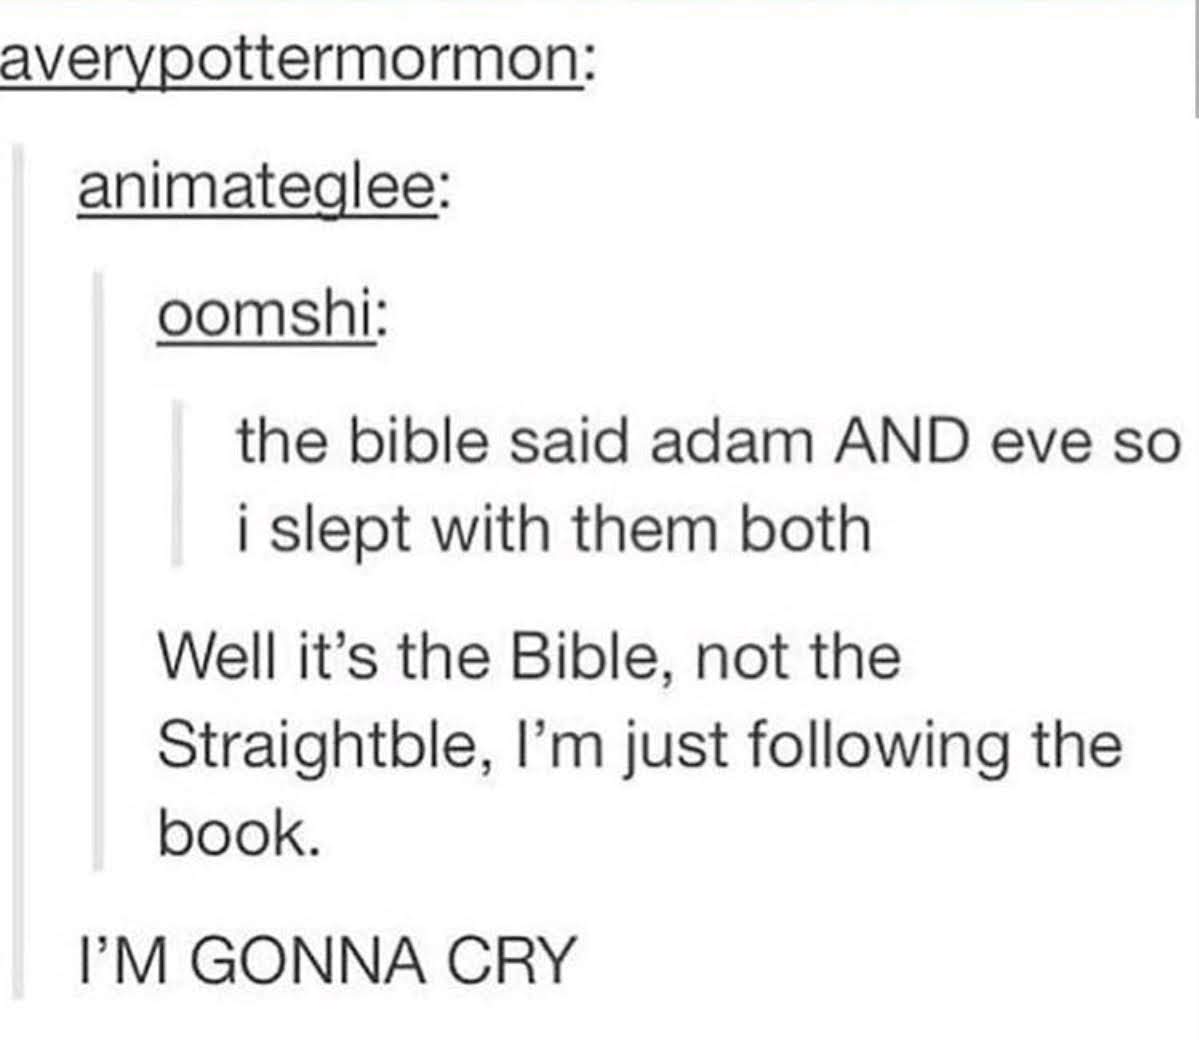 averypottermormon:
animateglee:
oomshi:
the bible said adam AND eve so
i slept with them both
Well it’s the Bible, not the
Straightble, I’m just following the
book.
I’M GONNA CRY